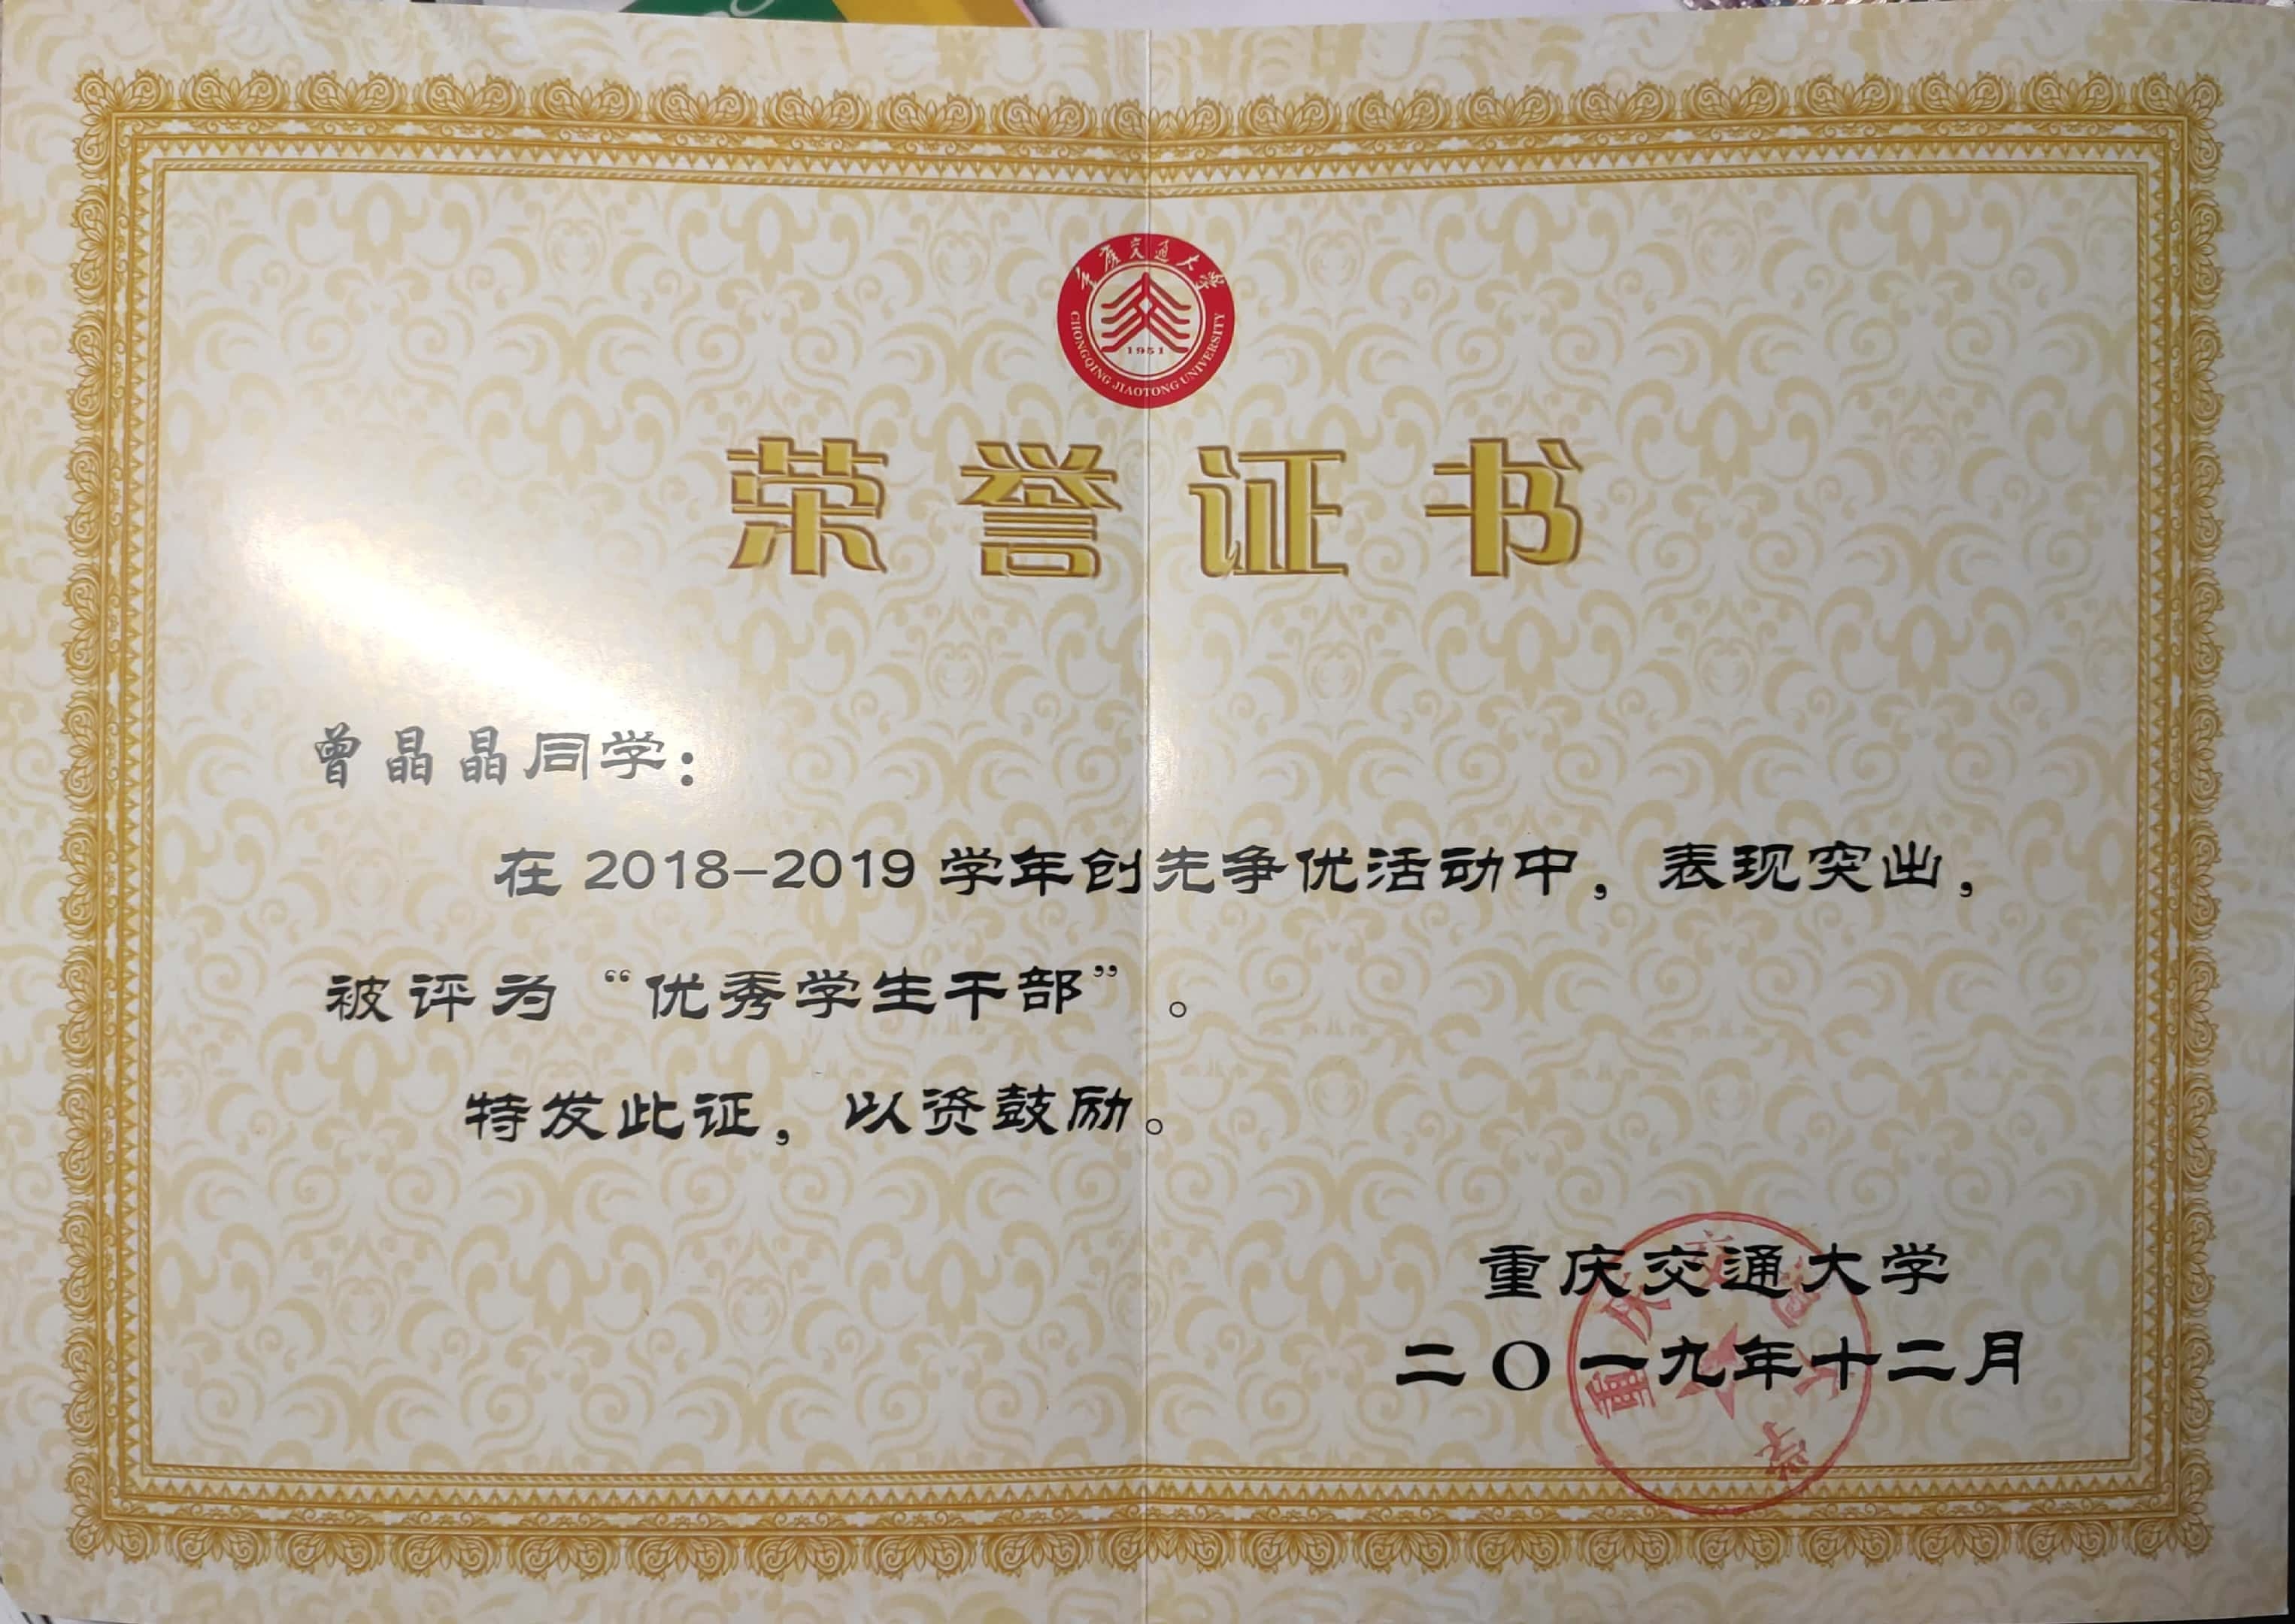 重庆交通大学
1951
CHONGQING JIAOTONG UNIVERSITY
荣誉证书
曾晶晶同学：
在 2018-2019 学年创先争优活动中，表现突出，
被评为“优秀学生干部”。
特发此证，以资鼓励。
重庆交通大学
二〇一九年十二月
重庆交通大学